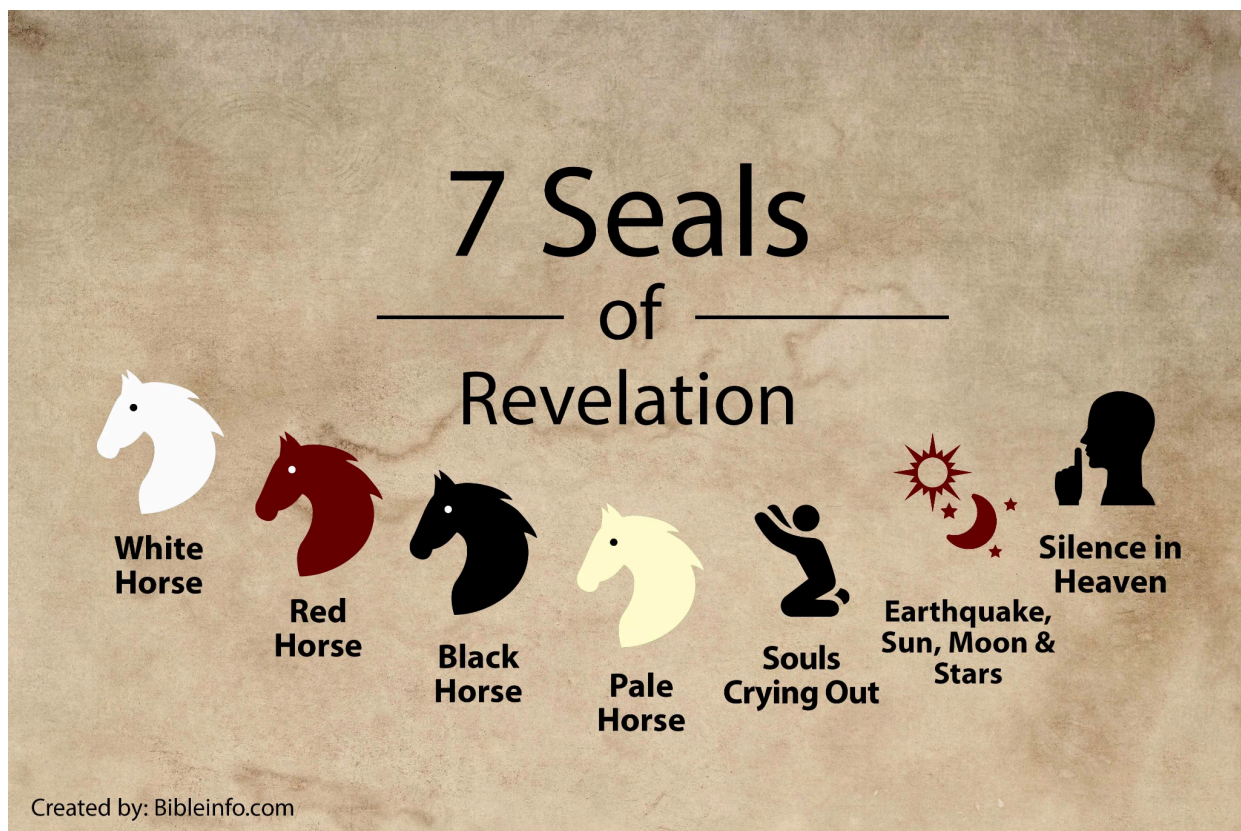 7 Seals
of
Revelation
White
Horse
Red
Horse
Black
Horse
Pale
Horse
Souls
Crying Out
Earthquake,
Sun, Moon &
Stars
Silence in
Heaven
Created by: Bibleinfo.com